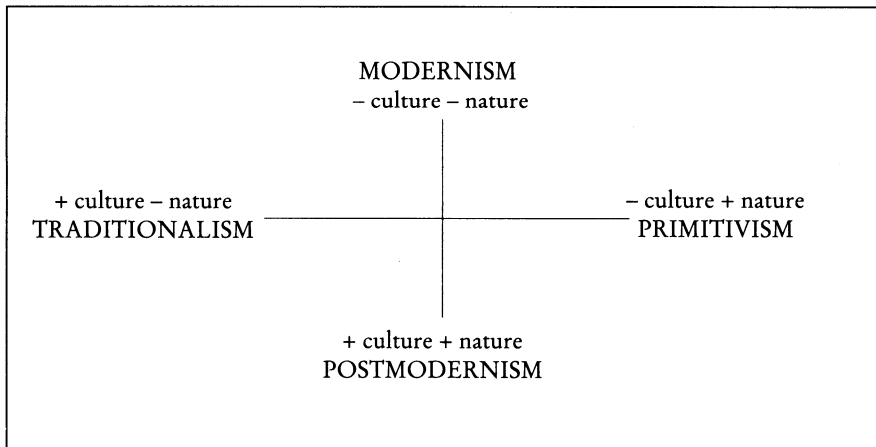 MODERNISM
– culture – nature
+ culture – nature
TRADITIONALISM
– culture + nature
PRIMITIVISM
+ culture + nature
POSTMODERNISM